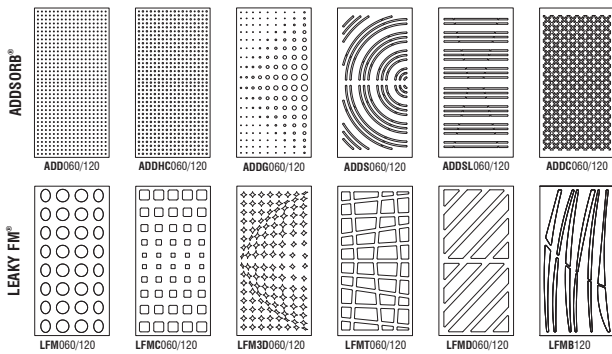 ADDSORB®
ADD060/120
ADDHC060/120
ADDG060/120
ADDS060/120
ADDSL060/120
ADDC060/120
LEAKY FM®
LFM060/120
LFMC060/120
LFM3D060/120
LFMT060/120
LFMD060/120
LFMB120